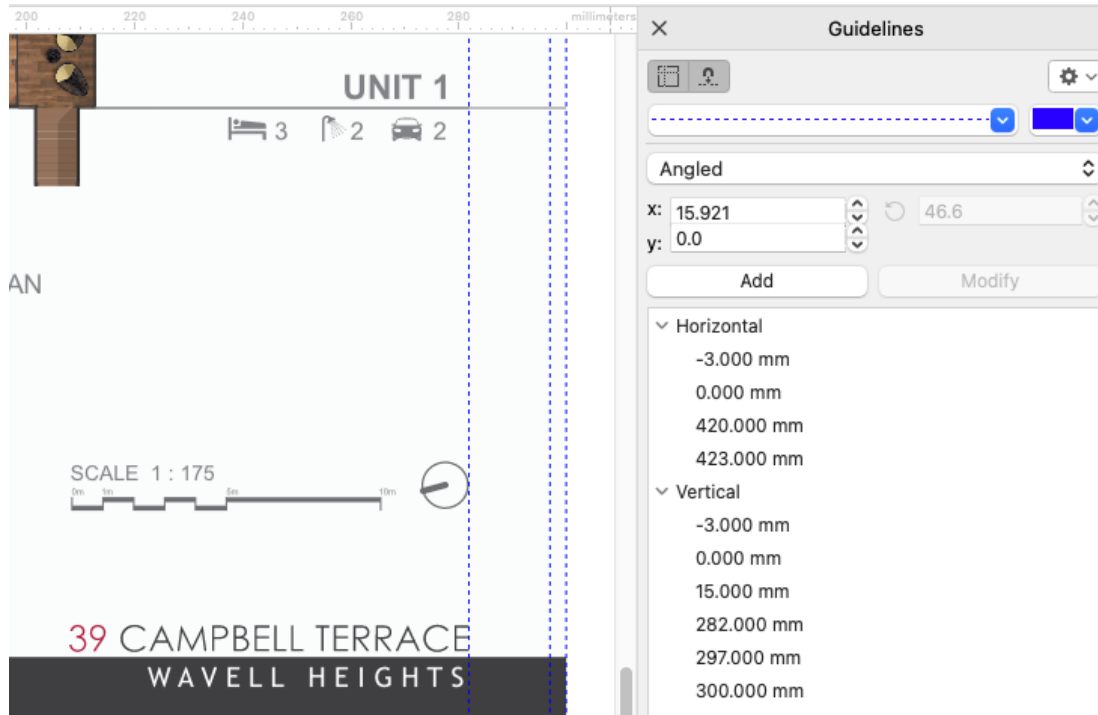 200 220 240 260 280 millimeters
Guidelines
UNIT 1
3 2 2
Angled
x: 15.921 46.6
y: 0.0
Add Modify
AN
Horizontal
-3.000 mm
0.000 mm
420.000 mm
423.000 mm
SCALE 1 : 175
0m 1m 5m 10m
Vertical
-3.000 mm
0.000 mm
15.000 mm
282.000 mm
297.000 mm
300.000 mm
39 CAMPBELL TERRACE
WAVELL HEIGHTS